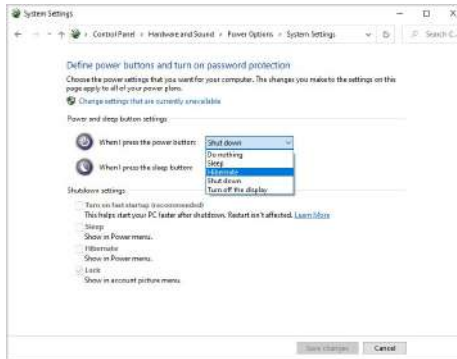 System Settings
Control Panel › Hardware and Sound › Power Options › System Settings
Search C...
Define power buttons and turn on password protection
Choose the power settings that you want for your computer. The changes you make to the settings on this
page apply to all of your power plans.
Change settings that are currently unavailable
Power and sleep button settings
When I press the power button: Shut down
Do nothing
Sleep
Hibernate
When I press the sleep button:
Shut down
Turn off the display
Shutdown settings
Turn on fast startup (recommended)
This helps start your PC faster after shutdown. Restart isn't affected. Learn More
Sleep
Show in Power menu.
Hibernate
Show in Power menu.
Lock
Show in account picture menu.
Save changes Cancel